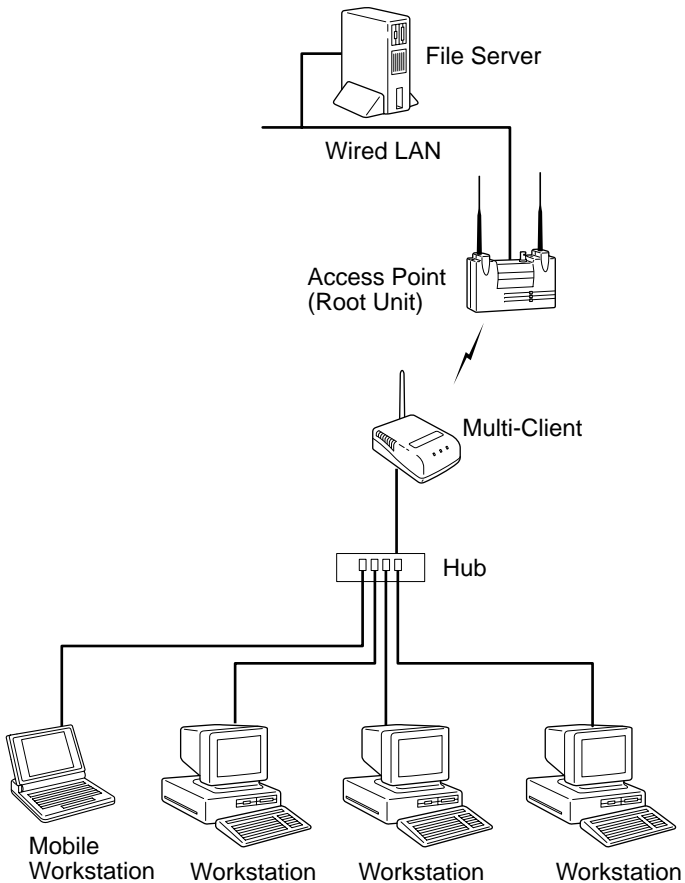 File Server
Wired LAN
Access Point
(Root Unit)
Multi-Client
Hub
Mobile
Workstation
Workstation
Workstation
Workstation